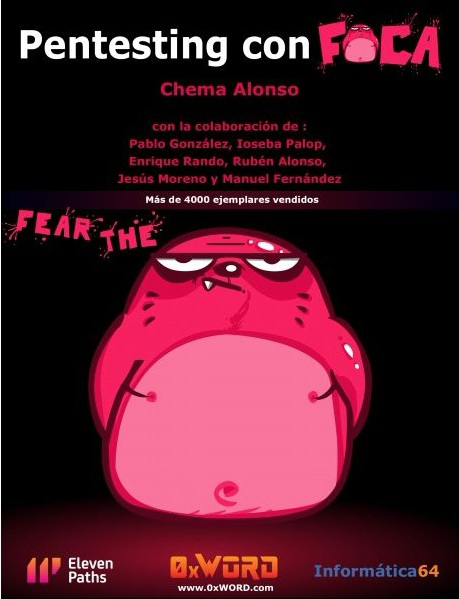 Pentesting con FOCA
Chema Alonso
con la colaboración de :
Pablo González, Ioseba Palop,
Enrique Rando, Rubén Alonso,
Jesús Moreno y Manuel Fernández
Más de 4000 ejemplares vendidos
FEAR THE
Eleven
Paths
0xWORD
www.0xWORD.com
Informática64